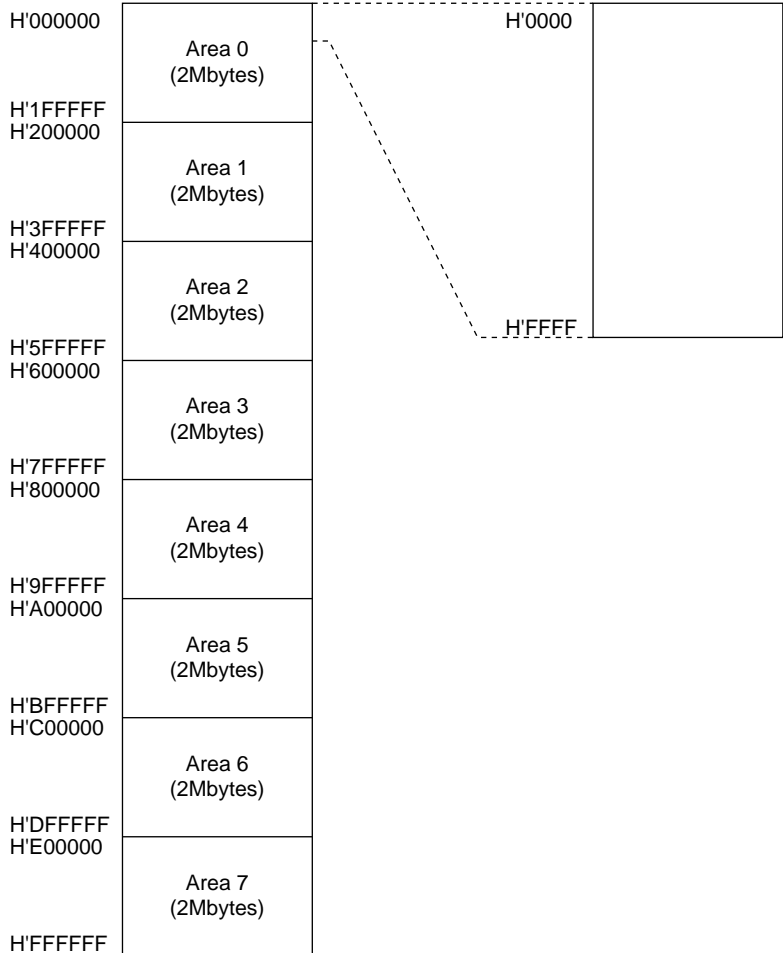 H'000000
Area 0
(2Mbytes)
H'1FFFFF
H'200000
Area 1
(2Mbytes)
H'3FFFFF
H'400000
Area 2
(2Mbytes)
H'5FFFFF
H'600000
Area 3
(2Mbytes)
H'7FFFFF
H'800000
Area 4
(2Mbytes)
H'9FFFFF
H'A00000
Area 5
(2Mbytes)
H'BFFFFF
H'C00000
Area 6
(2Mbytes)
H'DFFFFF
H'E00000
Area 7
(2Mbytes)
H'FFFFFF
H'0000
H'FFFF